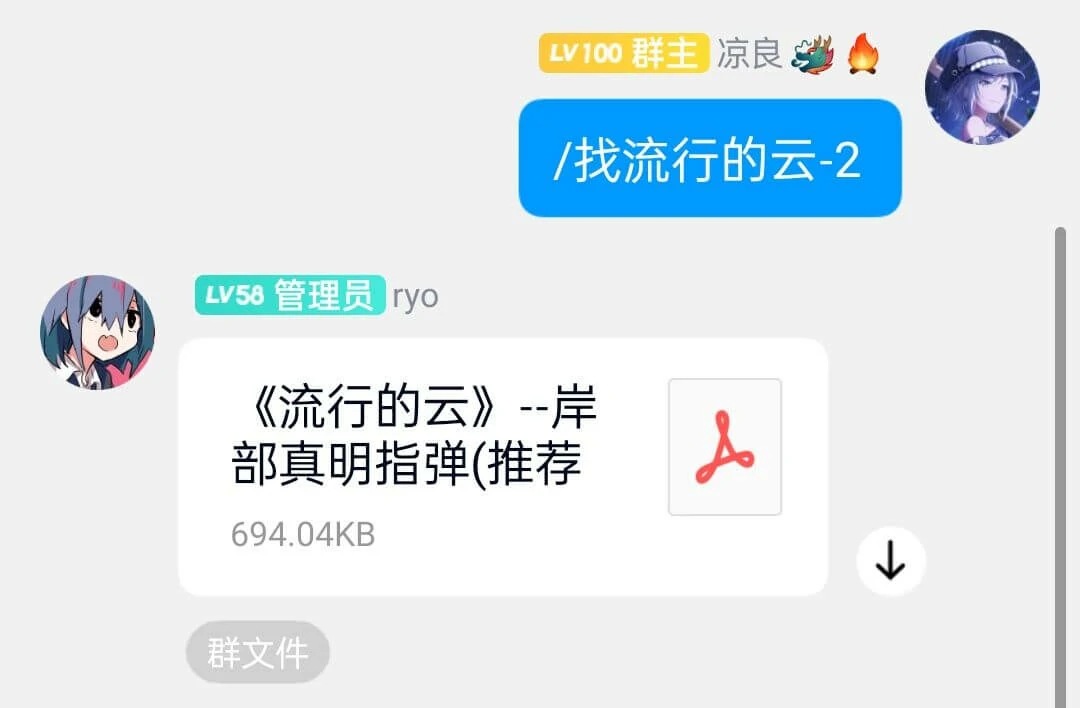 LV100 群主 凉良🐉🔥
/找流行的云-2
LV58 管理员 ryo
《流行的云》--岸
部真明指弹(推荐
694.04KB
群文件